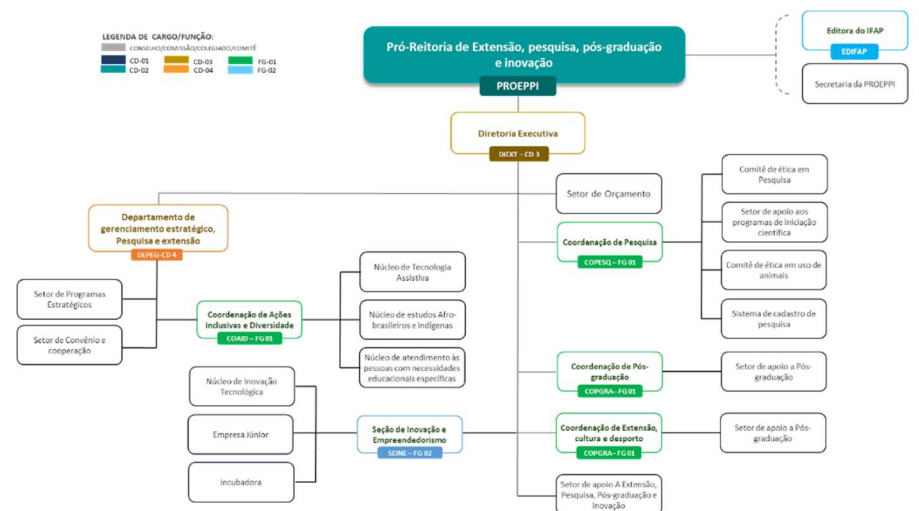 LEGENDA DE CARGO/FUNÇÃO:
CONSELHO/COMISSÃO/COLEGIADO/COMITÊ
CD-01
CD-03
FG-01
CD-02
CD-04
FG-02
Pró-Reitoria de Extensão, pesquisa, pós-graduação
e inovação
PROEPPI
Editora do IFAP
EDIFAP
Secretaria da PROEPPI
Diretoria Executiva
DIEXT – CD 3
Setor de Orçamento
Departamento de
gerenciamento estratégico,
Pesquisa e extensão
DEPEG-CD 4
Coordenação de Pesquisa
COPESQ – FG 01
Comitê de ética em
Pesquisa
Setor de apoio aos
programas de iniciação
científica
Comitê de ética em uso de
animais
Sistema de cadastro de
pesquisa
Setor de Programas
Estratégicos
Setor de Convênio e
cooperação
Coordenação de Ações
inclusivas e Diversidade
COAID – FG 01
Núcleo de Tecnologia
Assistiva
Núcleo de estudos Afro-
brasileiros e indígenas
Núcleo de atendimento às
pessoas com necessidades
educacionais específicas
Coordenação de Pós-
graduação
COPGRA– FG 01
Setor de apoio a Pós-
graduação
Núcleo de Inovação
Tecnológica
Empresa Júnior
Incubadora
Seção de Inovação e
Empreendedorismo
SEINE – FG 02
Coordenação de Extensão,
cultura e desporto
COPGRA– FG 01
Setor de apoio a Pós-
graduação
Setor de apoio A Extensão,
Pesquisa, Pós-graduação e
Inovação